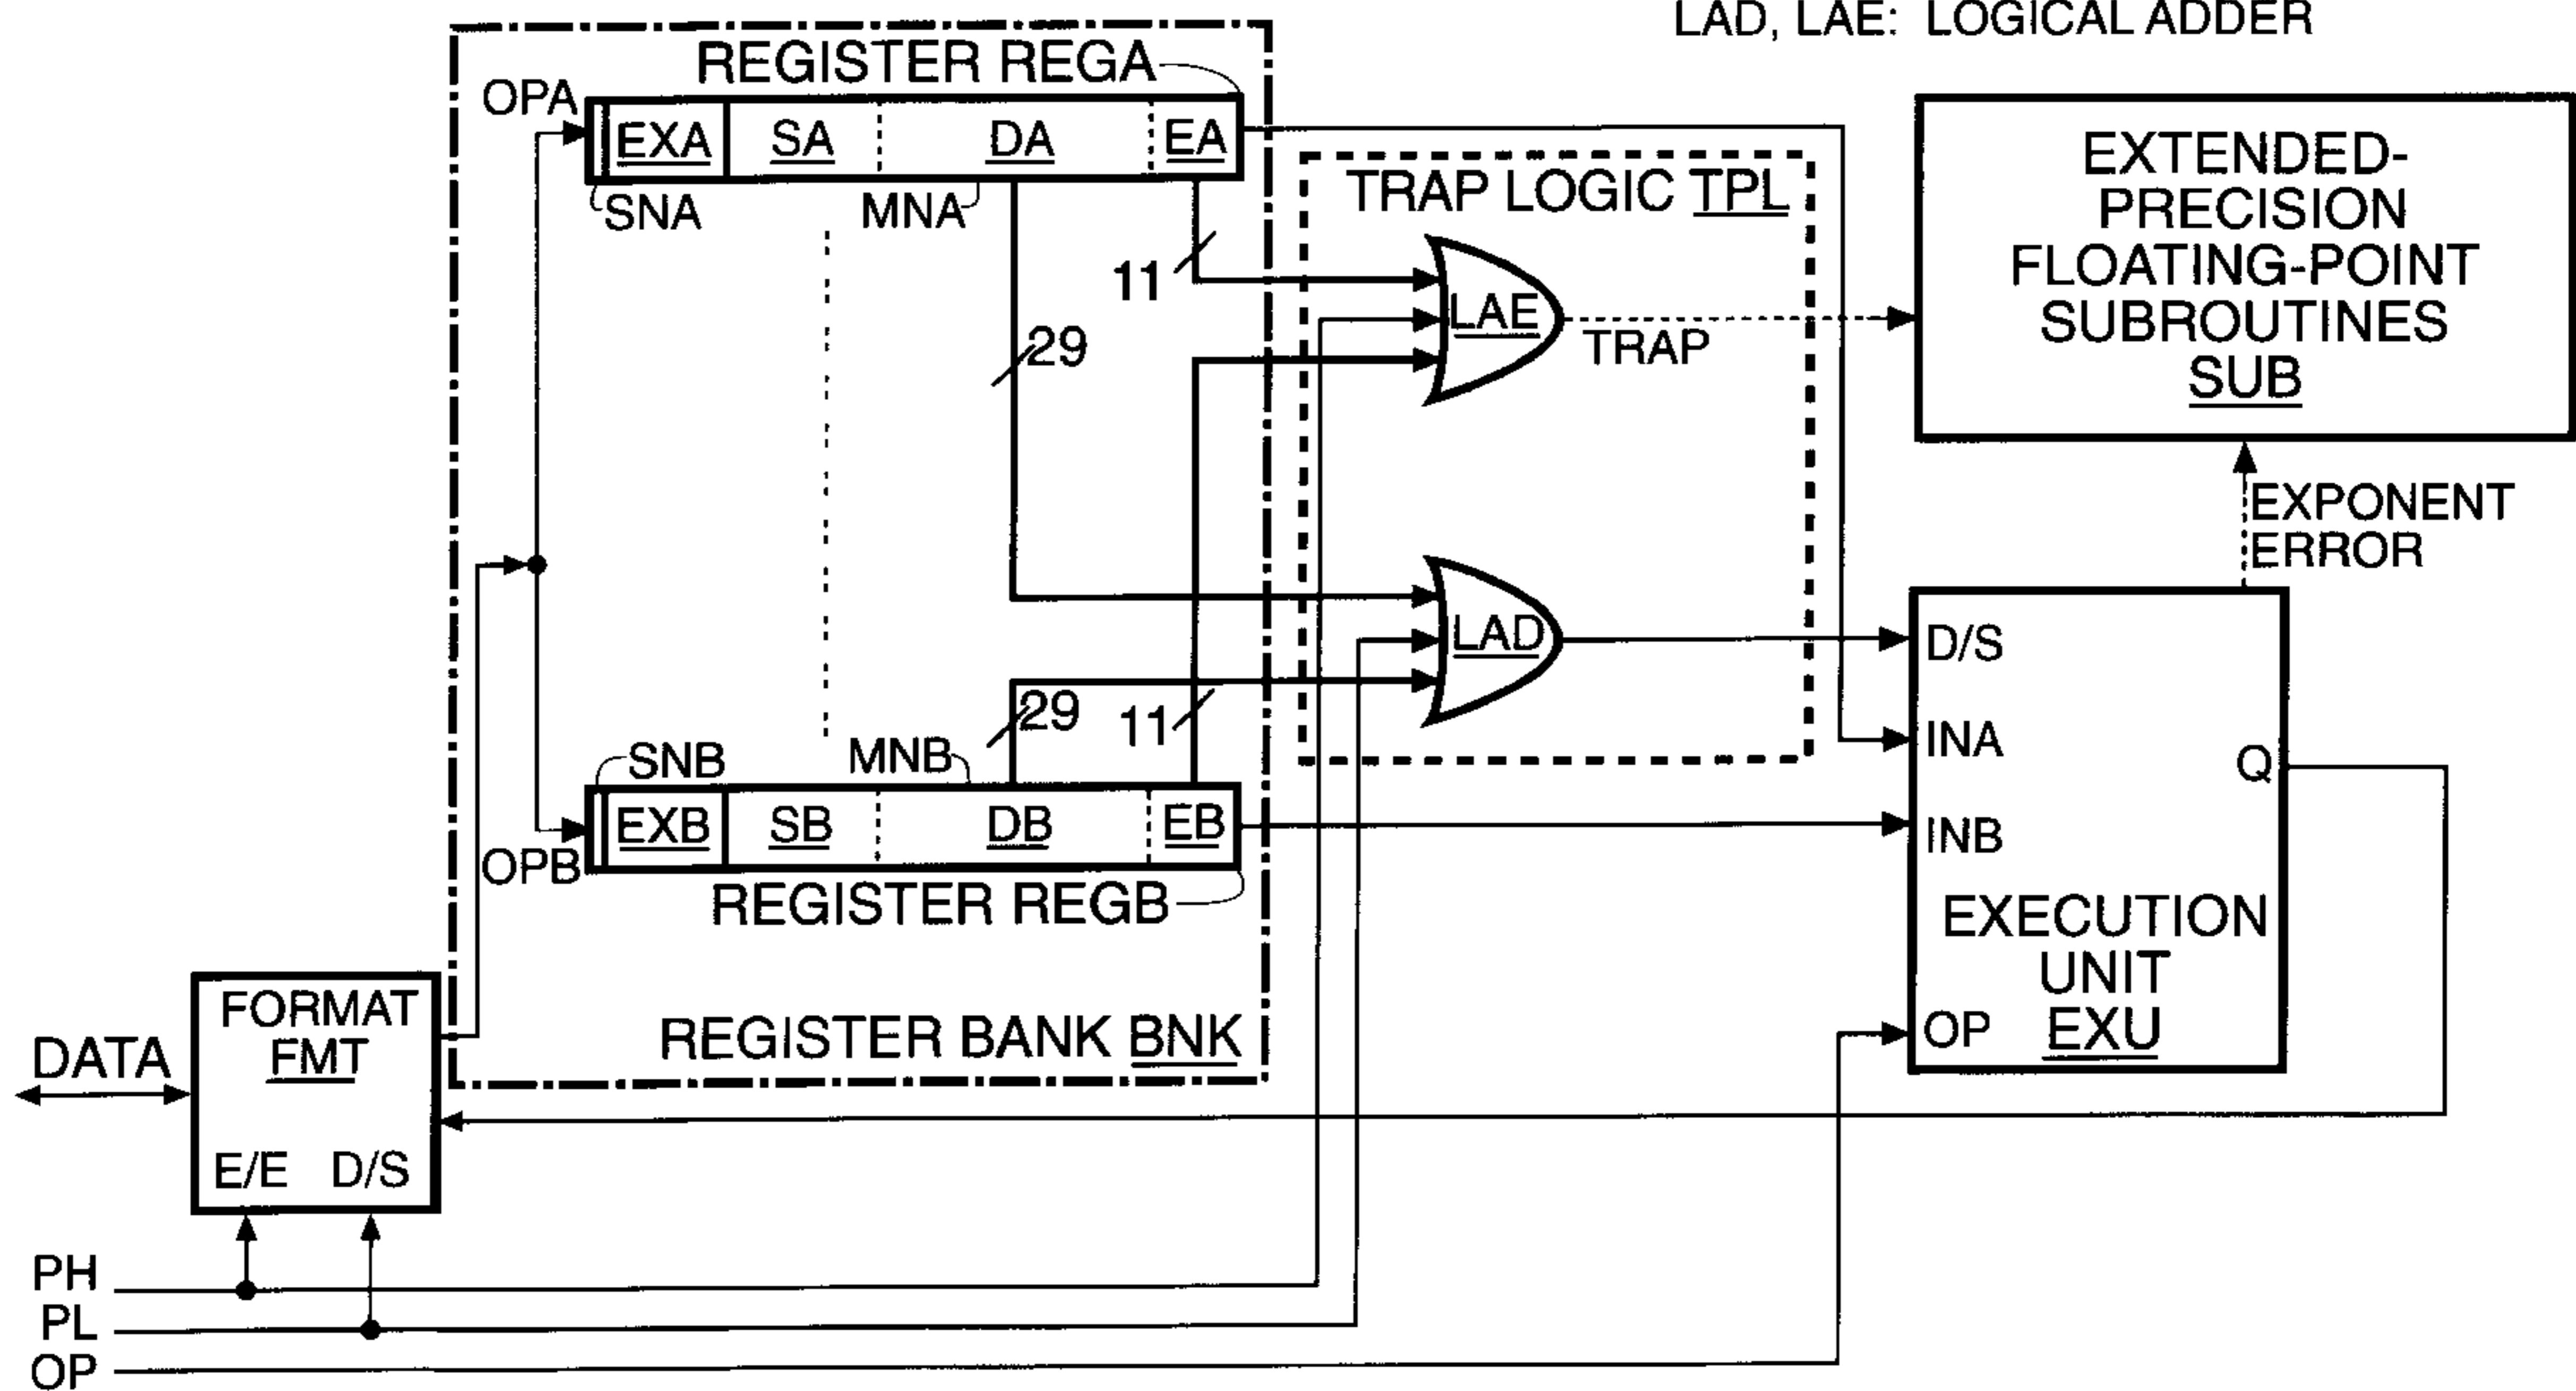 LAD, LAE: LOGICAL ADDER
REGISTER REGA
OPA
EXA
SA
DA
EA
SNA
MNA
11
29
TRAP LOGIC TPL
LAE
TRAP
EXTENDED-
PRECISION
FLOATING-POINT
SUBROUTINES
SUB
EXPONENT
ERROR
LAD
29
11
SNB
MNB
EXB
SB
DB
EB
OPB
REGISTER REGB
REGISTER BANK BNK
D/S
INA
INB
Q
OP
EXECUTION
UNIT
EXU
DATA
FORMAT
FMT
E/E D/S
PH
PL
OP